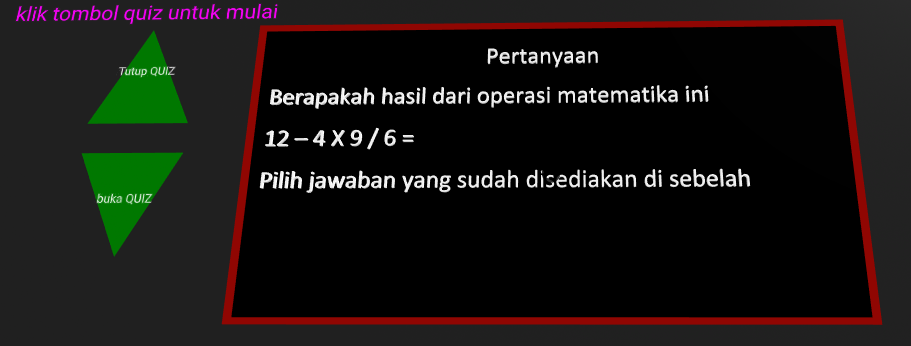 klik tombol quiz untuk mulai
Tutup QUIZ
buka QUIZ
Pertanyaan
Berapakah hasil dari operasi matematika ini
12 – 4 X 9 / 6 =
Pilih jawaban yang sudah disediakan di sebelah